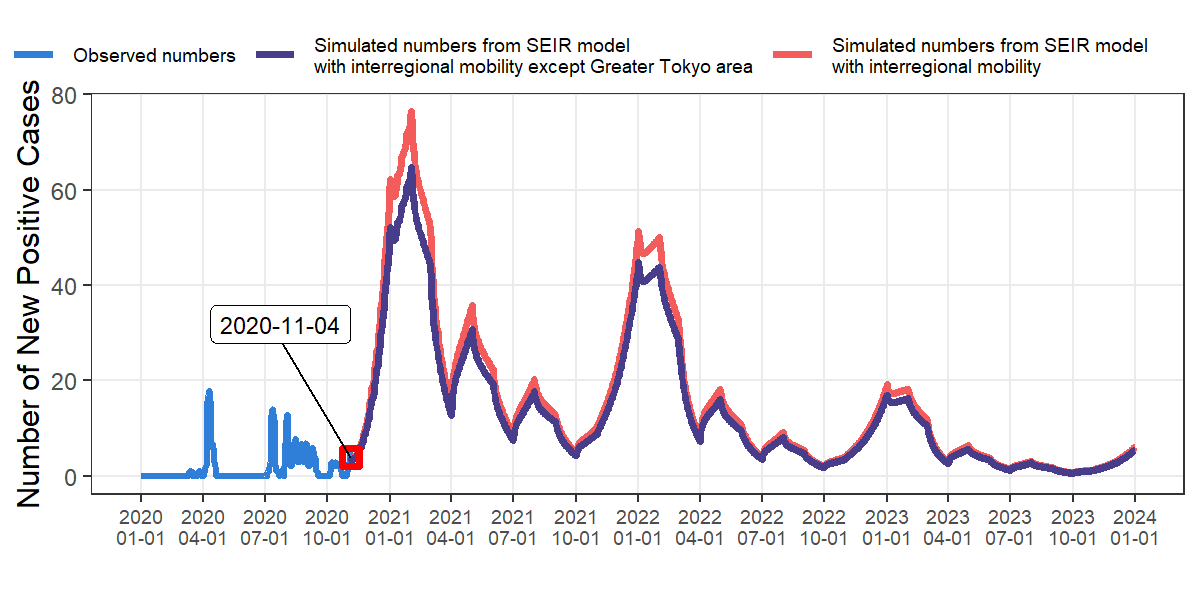 Observed numbers
Simulated numbers from SEIR model
with interregional mobility except Greater Tokyo area
Simulated numbers from SEIR model
with interregional mobility
Number of New Positive Cases
80
60
40
20
0
2020-11-04
2020 2020 2020 2020 2021 2021 2021 2021 2022 2022 2022 2022 2023 2023 2023 2023 2024
01-01 04-01 07-01 10-01 01-01 04-01 07-01 10-01 01-01 04-01 07-01 10-01 01-01 04-01 07-01 10-01 01-01